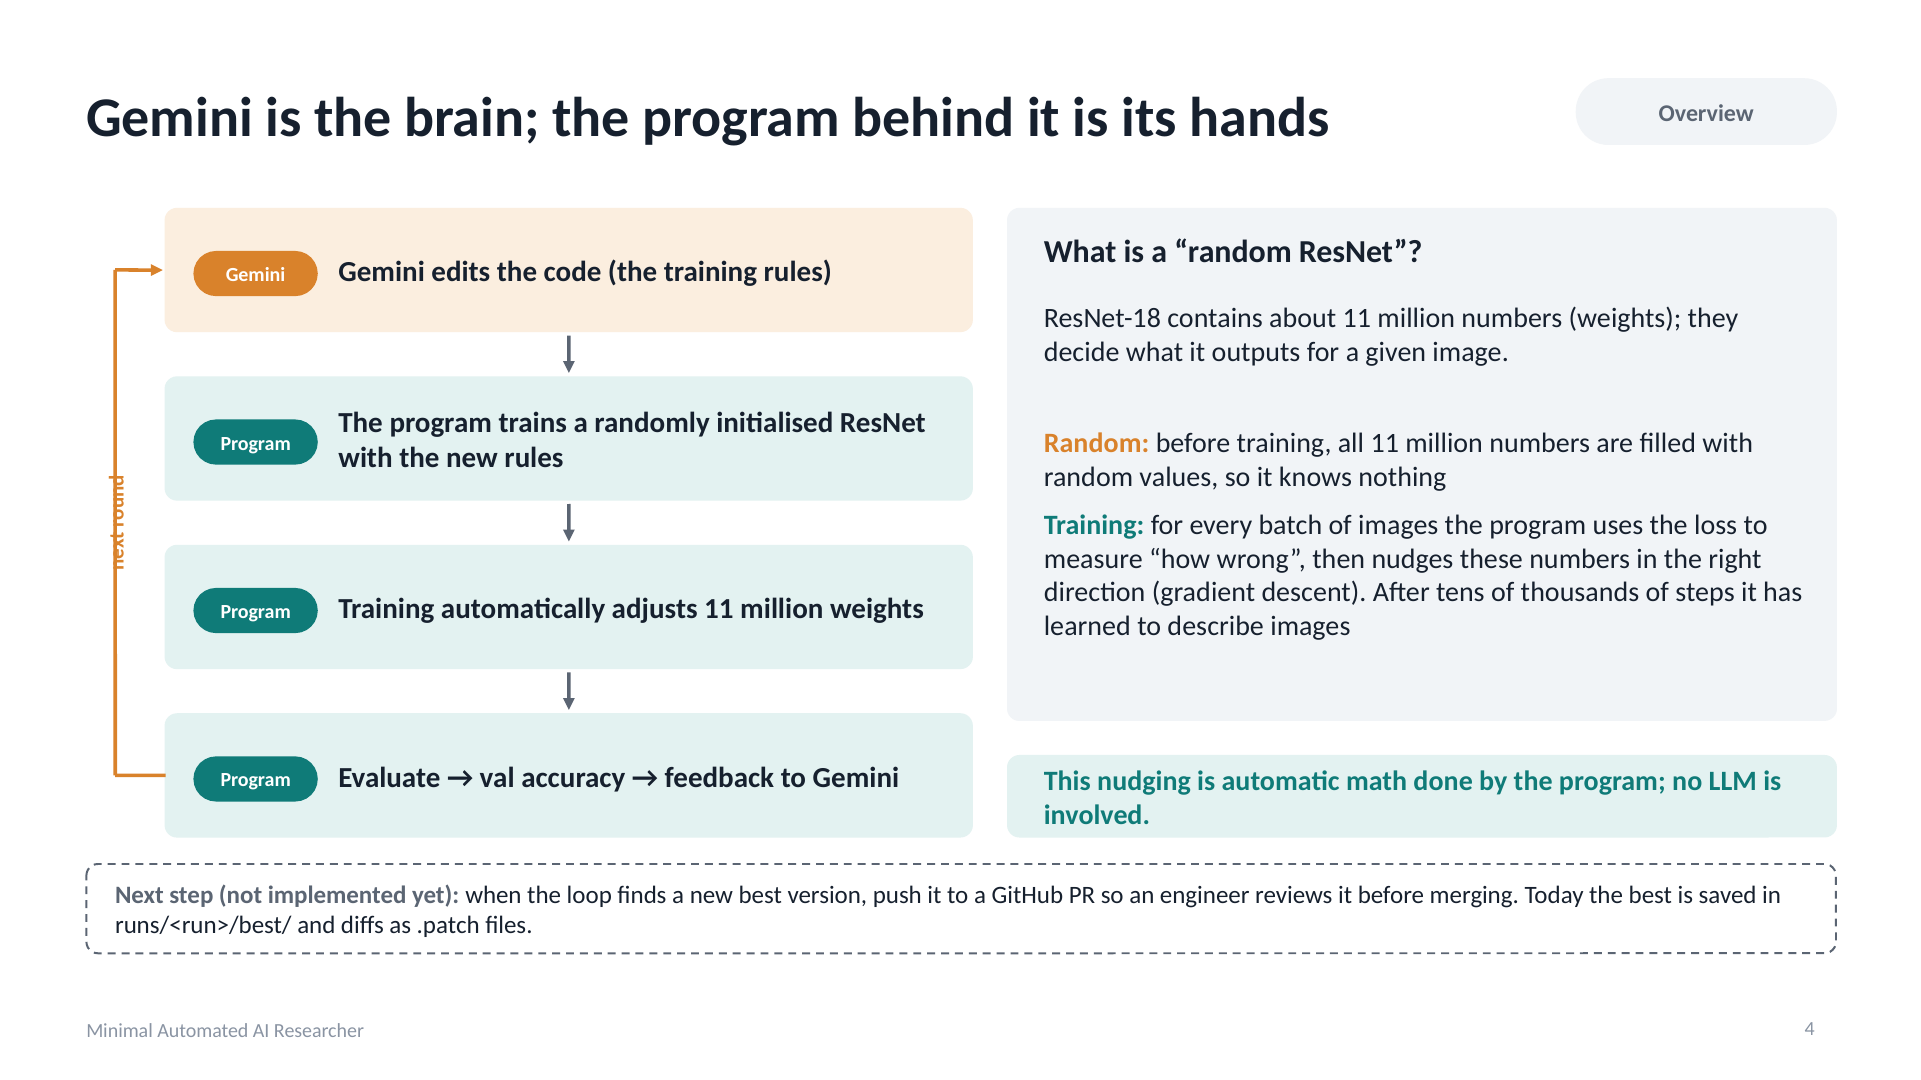 Gemini is the brain; the program behind it is its hands
Overview
Gemini
Gemini edits the code (the training rules)
Program
The program trains a randomly initialised ResNet
with the new rules
Program
Training automatically adjusts 11 million weights
Program
Evaluate → val accuracy → feedback to Gemini
next round
What is a “random ResNet”?
ResNet-18 contains about 11 million numbers (weights); they
decide what it outputs for a given image.
Random: before training, all 11 million numbers are filled with
random values, so it knows nothing
Training: for every batch of images the program uses the loss to
measure “how wrong”, then nudges these numbers in the right
direction (gradient descent). After tens of thousands of steps it has
learned to describe images
This nudging is automatic math done by the program; no LLM is
involved.
Next step (not implemented yet): when the loop finds a new best version, push it to a GitHub PR so an engineer reviews it before merging. Today the best is saved in
runs/<run>/best/ and diffs as .patch files.
Minimal Automated AI Researcher
4